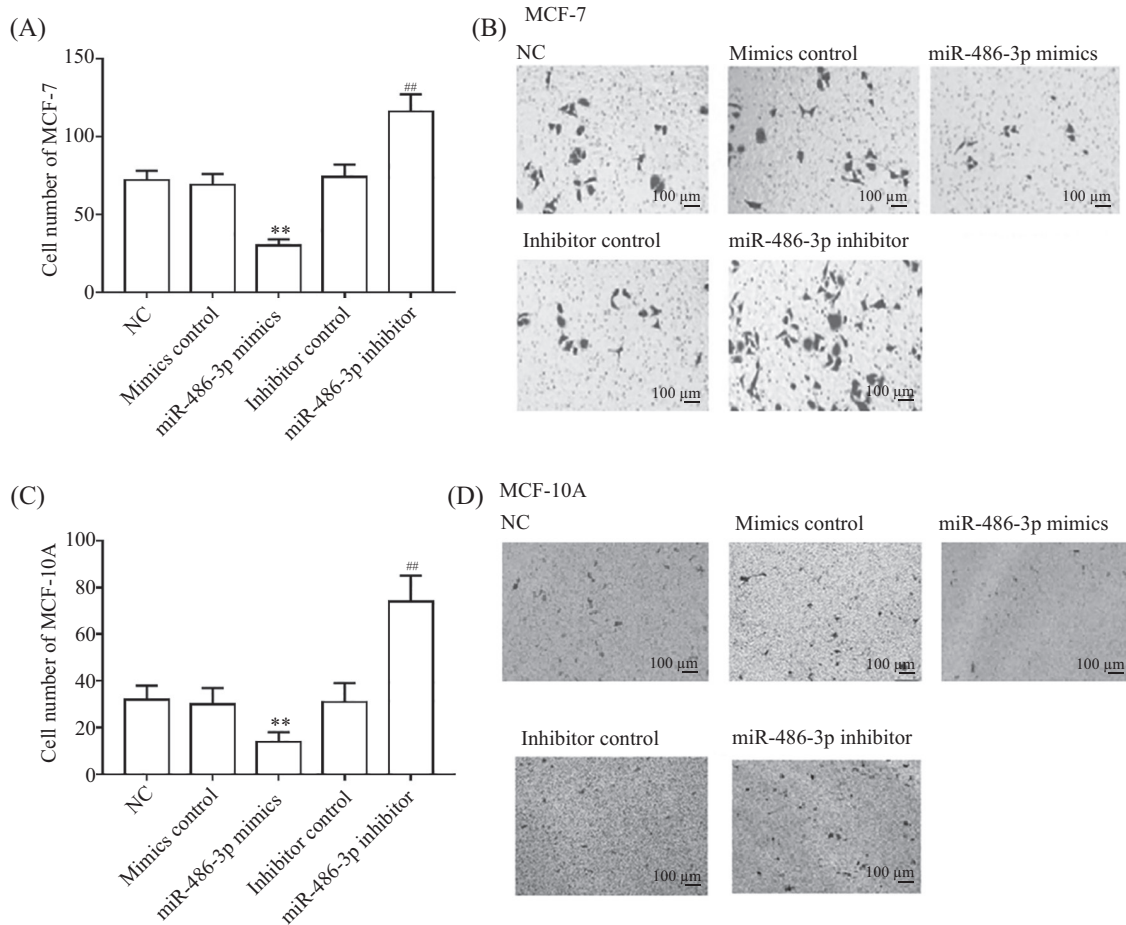 (A)
Cell number of MCF-7
150
100
50
0
**
##
NC
Mimics control
miR-486-3p mimics
Inhibitor control
miR-486-3p inhibitor
(B)
MCF-7
NC
Mimics control
miR-486-3p mimics
100 µm
100 µm
100 µm
Inhibitor control
miR-486-3p inhibitor
100 µm
100 µm
(C)
Cell number of MCF-10A
100
80
60
40
20
0
**
##
NC
Mimics control
miR-486-3p mimics
Inhibitor control
miR-486-3p inhibitor
(D)
MCF-10A
NC
Mimics control
miR-486-3p mimics
100 µm
100 µm
100 µm
Inhibitor control
miR-486-3p inhibitor
100 µm
100 µm